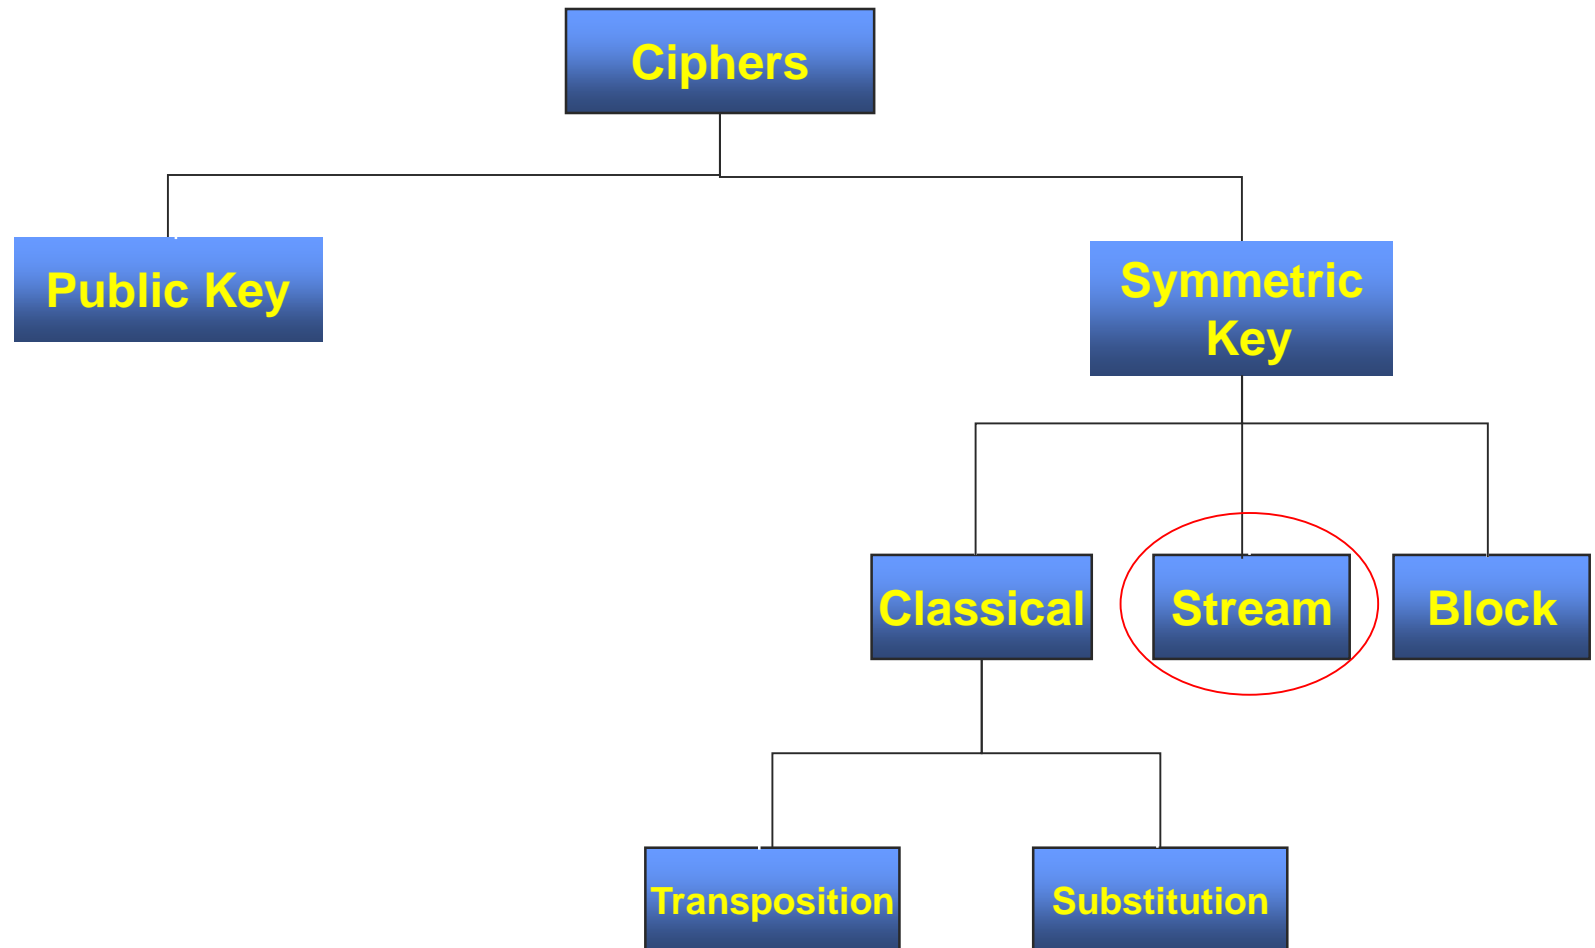 Ciphers
Public Key
Symmetric
Key
Classical
Stream
Block
Transposition
Substitution